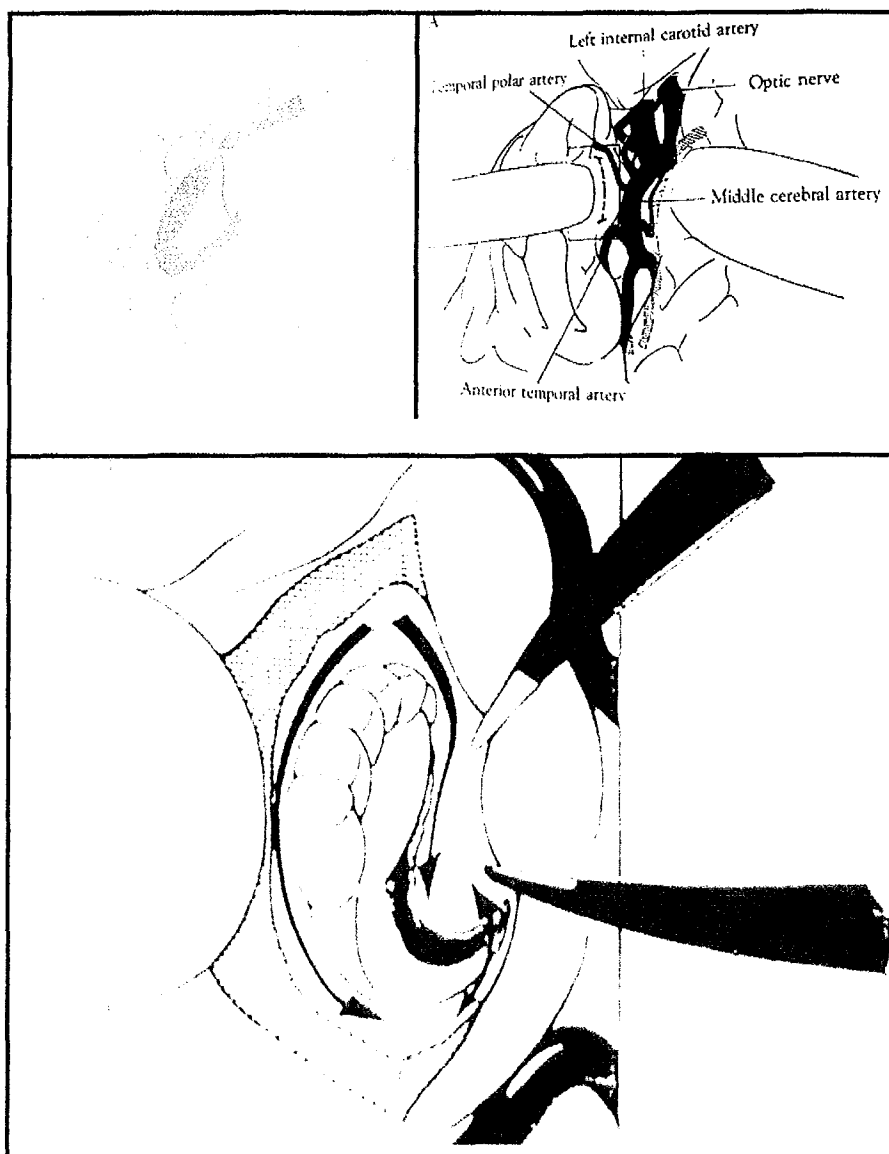 A
Left internal carotid artery
Temporal polar artery
Optic nerve
Middle cerebral artery
Anterior temporal artery